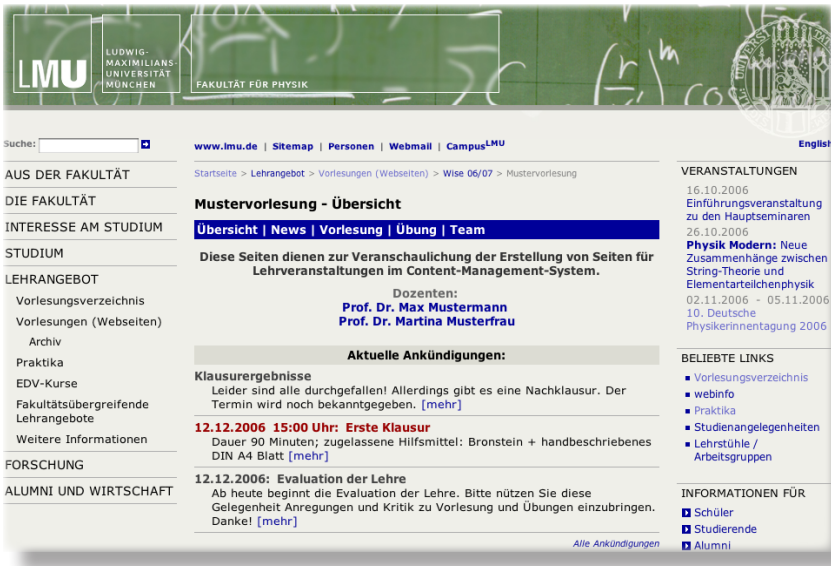 LMU
LUDWIG-
MAXIMILIANS-
UNIVERSITÄT
MÜNCHEN
FAKULTÄT FÜR PHYSIK
Suche:
www.lmu.de | Sitemap | Personen | Webmail | CampusLMU
English
AUS DER FAKULTÄT
DIE FAKULTÄT
INTERESSE AM STUDIUM
STUDIUM
LEHRANGEBOT
Vorlesungsverzeichnis
Vorlesungen (Webseiten)
Archiv
Praktika
EDV-Kurse
Fakultätsübergreifende
Lehrangebote
Weitere Informationen
FORSCHUNG
ALUMNI UND WIRTSCHAFT
Startseite > Lehrangebot > Vorlesungen (Webseiten) > Wise 06/07 > Mustervorlesung
Mustervorlesung - Übersicht
Übersicht | News | Vorlesung | Übung | Team
Diese Seiten dienen zur Veranschaulichung der Erstellung von Seiten für
Lehrveranstaltungen im Content-Management-System.
Dozenten:
Prof. Dr. Max Mustermann
Prof. Dr. Martina Musterfrau
Aktuelle Ankündigungen:
Klausurergebnisse
Leider sind alle durchgefallen! Allerdings gibt es eine Nachklausur. Der
Termin wird noch bekanntgegeben. [mehr]
12.12.2006 15:00 Uhr: Erste Klausur
Dauer 90 Minuten; zugelassene Hilfsmittel: Bronstein + handbeschriebenes
DIN A4 Blatt [mehr]
12.12.2006: Evaluation der Lehre
Ab heute beginnt die Evaluation der Lehre. Bitte nützen Sie diese
Gelegenheit Anregungen und Kritik zu Vorlesung und Übungen einzubringen.
Danke! [mehr]
Alle Ankündigungen
VERANSTALTUNGEN
16.10.2006
Einführungsveranstaltung
zu den Hauptseminaren
26.10.2006
Physik Modern: Neue
Zusammenhänge zwischen
String-Theorie und
Elementarteilchenphysik
02.11.2006 - 05.11.2006
10. Deutsche
Physikerinnentagung 2006
BELIEBTE LINKS
Vorlesungsverzeichnis
webinfo
Praktika
Studienangelegenheiten
Lehrstühle /
Arbeitsgruppen
INFORMATIONEN FÜR
Schüler
Studierende
Alumni